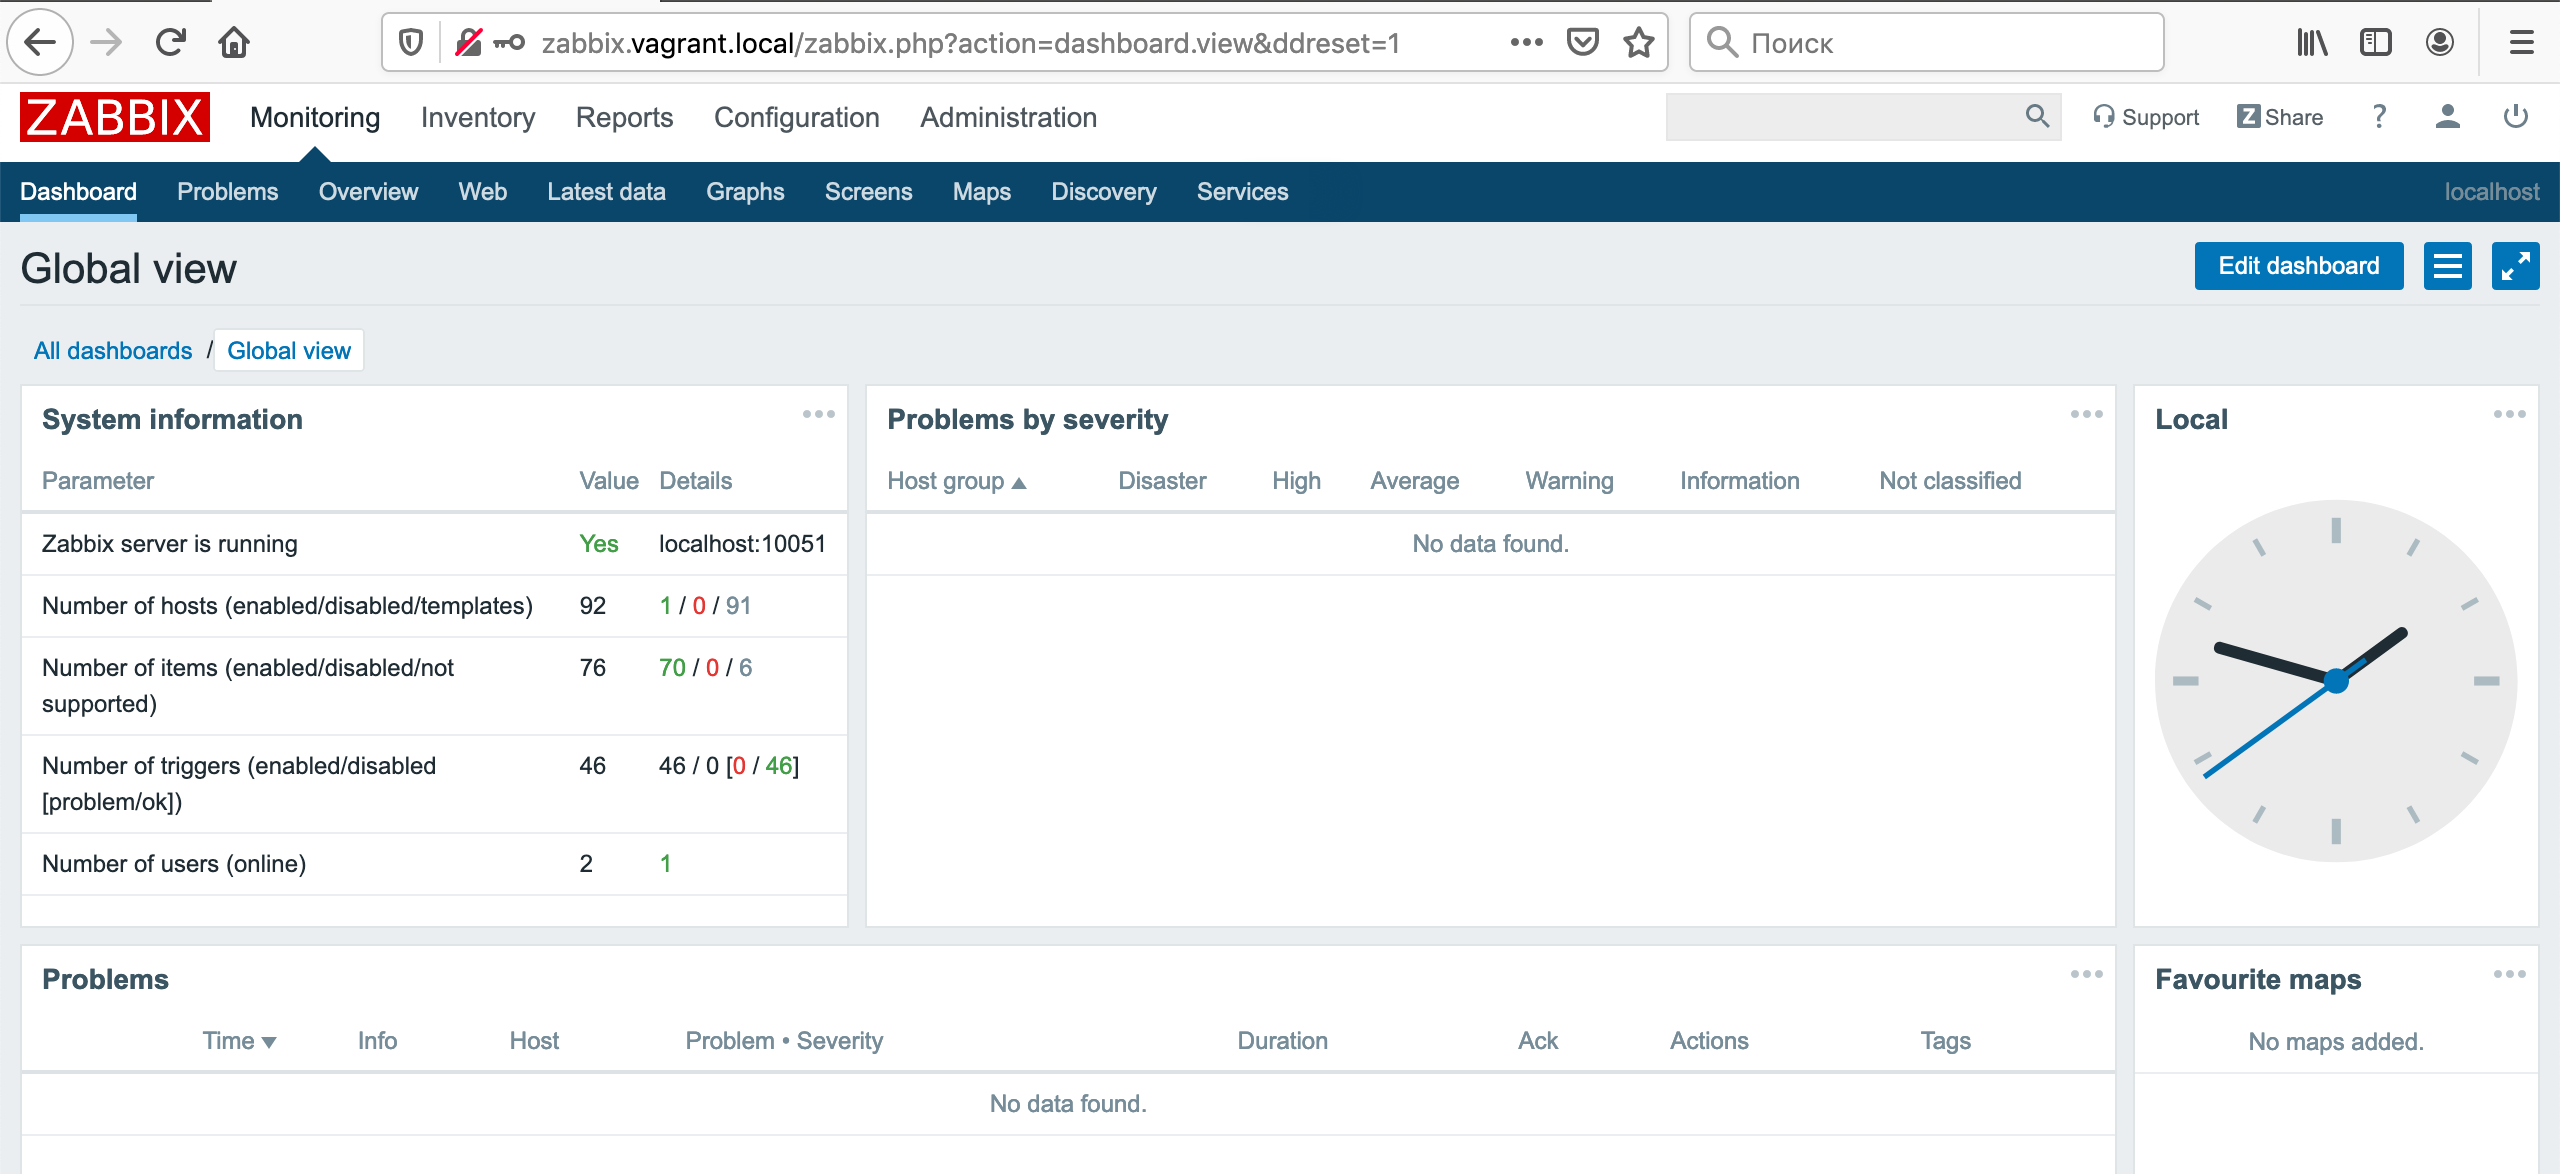 zabbix.vagrant.local/zabbix.php?action=dashboard.view&ddreset=1
Поиск
ZABBIX
Monitoring
Inventory
Reports
Configuration
Administration
Support
Z Share
?
Dashboard
Problems
Overview
Web
Latest data
Graphs
Screens
Maps
Discovery
Services
localhost
Global view
Edit dashboard
All dashboards / Global view
System information
Parameter Value Details
Zabbix server is running Yes localhost:10051
Number of hosts (enabled/disabled/templates) 92 1 / 0 / 91
Number of items (enabled/disabled/not 76 70 / 0 / 6
supported)
Number of triggers (enabled/disabled 46 46 / 0 [0 / 46]
[problem/ok])
Number of users (online) 2 1
Problems by severity
Host group ▲ Disaster High Average Warning Information Not classified
No data found.
Local
Problems
Time ▼ Info Host Problem • Severity Duration Ack Actions Tags
No data found.
Favourite maps
No maps added.